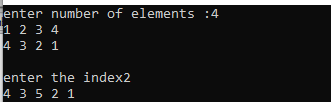 enter number of elements :4
1 2 3 4
4 3 2 1
enter the index2
4 3 5 2 1